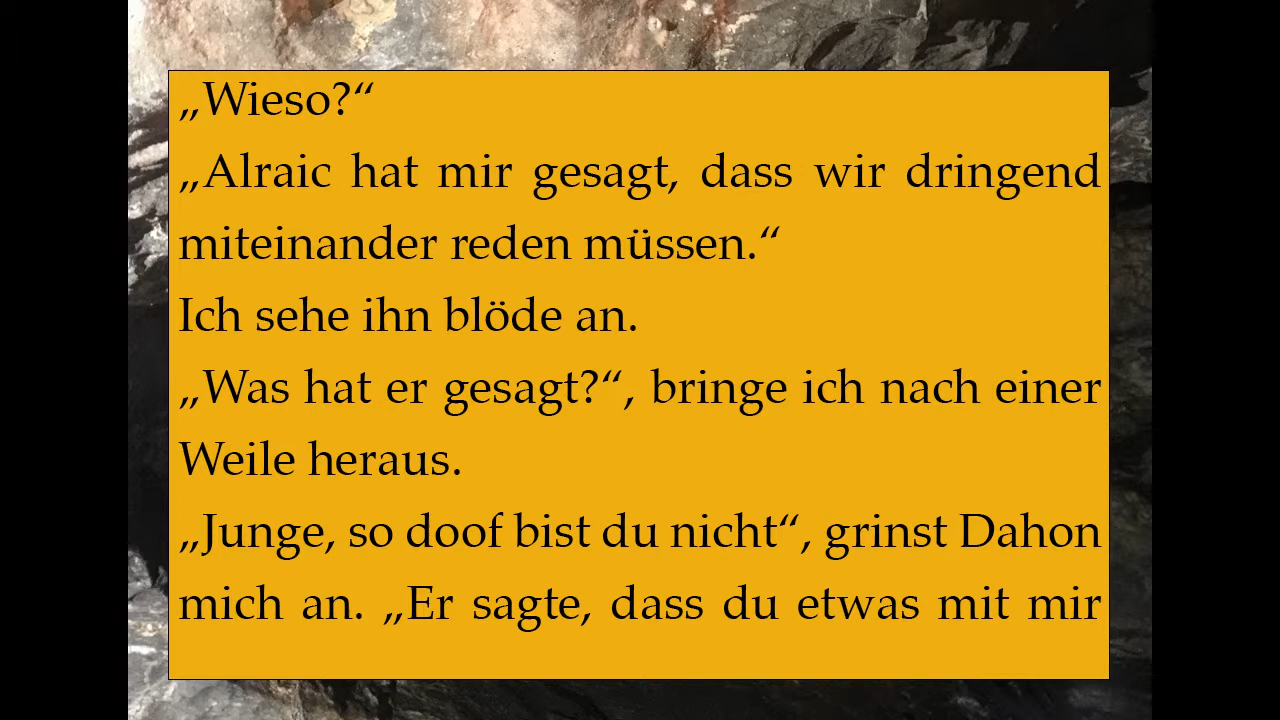 „Wieso?“
„Alraic hat mir gesagt, dass wir dringend
miteinander reden müssen.“
Ich sehe ihn blöde an.
„Was hat er gesagt?“, bringe ich nach einer
Weile heraus.
„Junge, so doof bist du nicht“, grinst Dahon
mich an. „Er sagte, dass du etwas mit mir